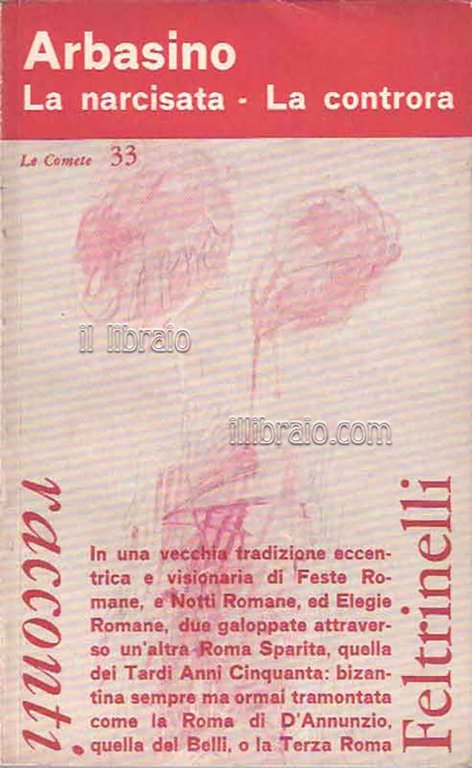 Arbasino
La narcisata - La controra
Le Comete 33
il libraio
illibraio.com
racconti
Feltrinelli
In una vecchia tradizione eccen-
trica e visionaria di Feste Ro-
mane, e Notti Romane, ed Elegie
Romane, due galoppate attraver-
so un'altra Roma Sparita, quella
dei Tardi Anni Cinquanta: bizan-
tina sempre ma ormai tramontata
come la Roma di D'Annunzio,
quella del Belli, o la Terza Roma